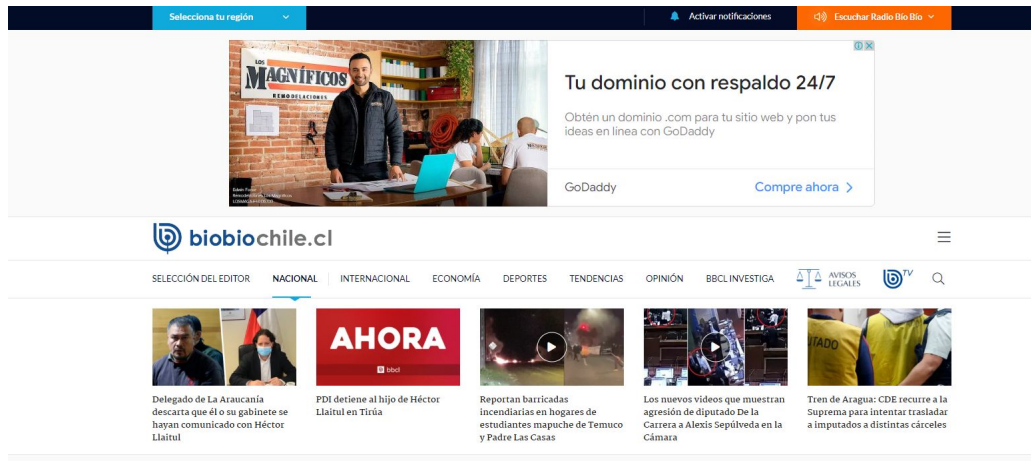 Selecciona tu región
Activar notificaciones
Escuchar Radio Bío Bío
LOS
MAGNÍFICOS
REMODELACIONES
Tu dominio con respaldo 24/7
Obtén un dominio .com para tu sitio web y pon tus
ideas en línea con GoDaddy
GoDaddy
Compre ahora
biobiochile.cl
SELECCIÓN DEL EDITOR
NACIONAL
INTERNACIONAL
ECONOMÍA
DEPORTES
TENDENCIAS
OPINIÓN
BBCL INVESTIGA
AVISOS
LEGALES
TV
AHORA
bbcl
Delegado de La Araucanía
descarta que él o su gabinete se
hayan comunicado con Héctor
Llaitul
PDI detiene al hijo de Héctor
Llaitul en Tirúa
Reportan barricadas
incendiarias en hogares de
estudiantes mapuche de Temuco
y Padre Las Casas
Los nuevos videos que muestran
agresión de diputado De la
Carrera a Alexis Sepúlveda en la
Cámara
Tren de Aragua: CDE recurre a la
Suprema para intentar trasladar
a imputados a distintas cárceles